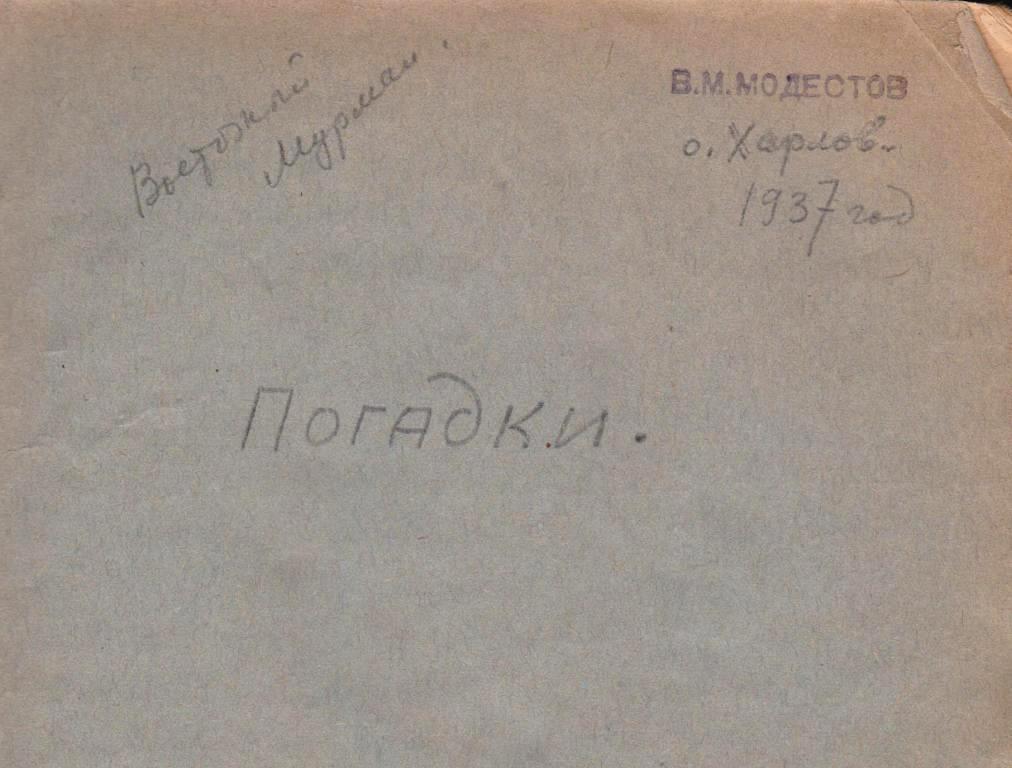 Восточный
Мурман.
В.М.МОДЕСТОВ
о. Харлов.
1937 год
Погадки.